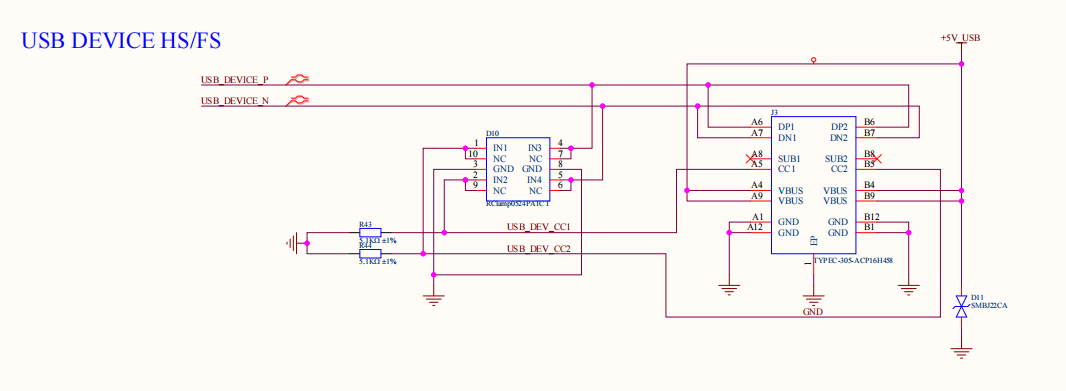 USB DEVICE HS/FS
+5V_USB
USB_DEVICE_P
USB_DEVICE_N
D10
1 IN1 IN3 4
10 NC NC 7
3 GND GND 8
2 IN2 IN4 5
9 NC NC 6
RClamp0524PATCT
J3
A6 DP1 DP2 B6
A7 DN1 DN2 B7
A8 SUB1 SUB2 B8
A5 CC1 CC2 B5
A4 VBUS VBUS B4
A9 VBUS VBUS B9
A1 GND GND B12
A12 GND GND B1
EP
1
TYPEC-305-ACP16H458
R43
5.1KΩ ±1%
R44
5.1KΩ ±1%
USB_DEV_CC1
USB_DEV_CC2
GND
D11
SMBJ22CA